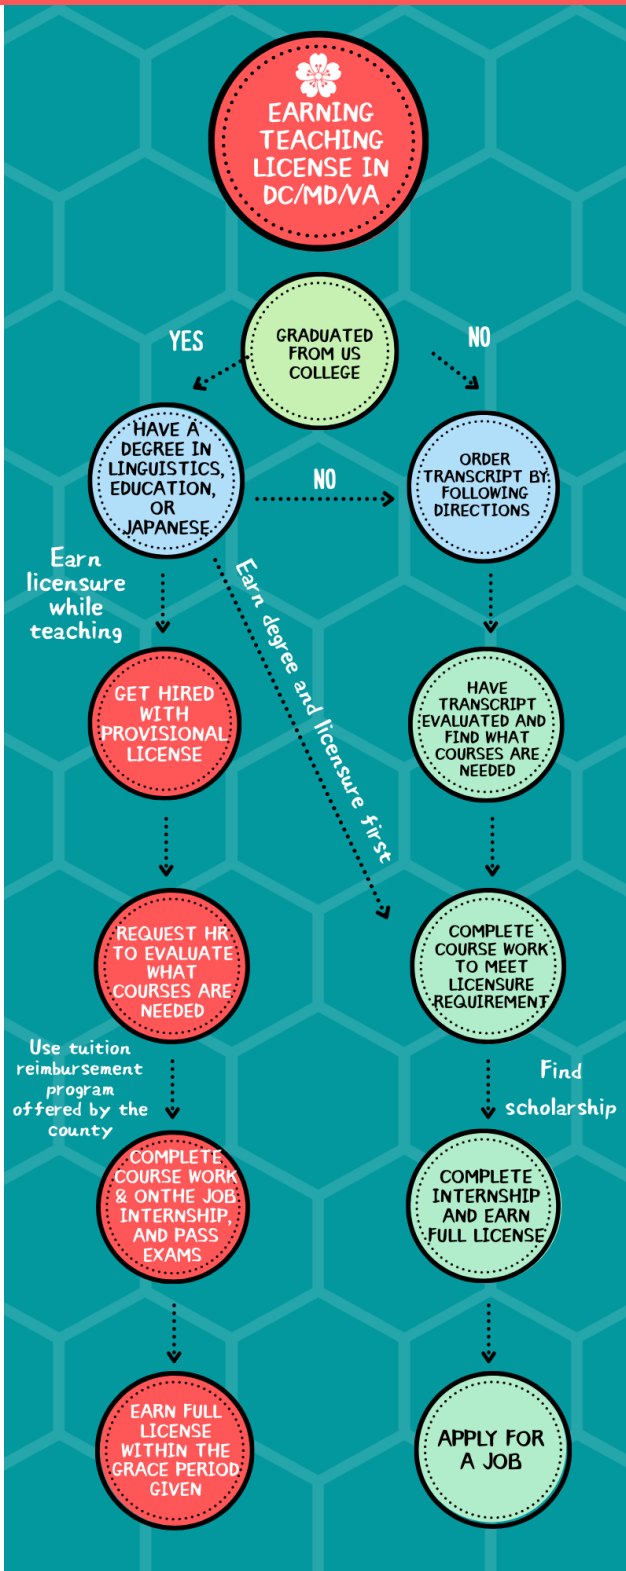 EARNING
TEACHING
LICENSE IN
DC/MD/VA
GRADUATED
FROM US
COLLEGE
YES
NO
HAVE A
DEGREE IN
LINGUISTICS,
EDUCATION,
OR
JAPANESE
NO
ORDER
TRANSCRIPT BY
FOLLOWING
DIRECTIONS
Earn
licensure
while
teaching
Earn degree and licensure first
GET HIRED
WITH
PROVISIONAL
LICENSE
HAVE
TRANSCRIPT
EVALUATED AND
FIND WHAT
COURSES ARE
NEEDED
REQUEST HR
TO EVALUATE
WHAT
COURSES ARE
NEEDED
COMPLETE
COURSE WORK
TO MEET
LICENSURE
REQUIREMENT
Use tuition
reimbursement
program
offered by the
county
Find
scholarship
COMPLETE
COURSE WORK
& ONTHE JOB
INTERNSHIP,
AND PASS
EXAMS
COMPLETE
INTERNSHIP
AND EARN
FULL LICENSE
EARN FULL
LICENSE
WITHIN THE
GRACE PERIOD
GIVEN
APPLY FOR
A JOB